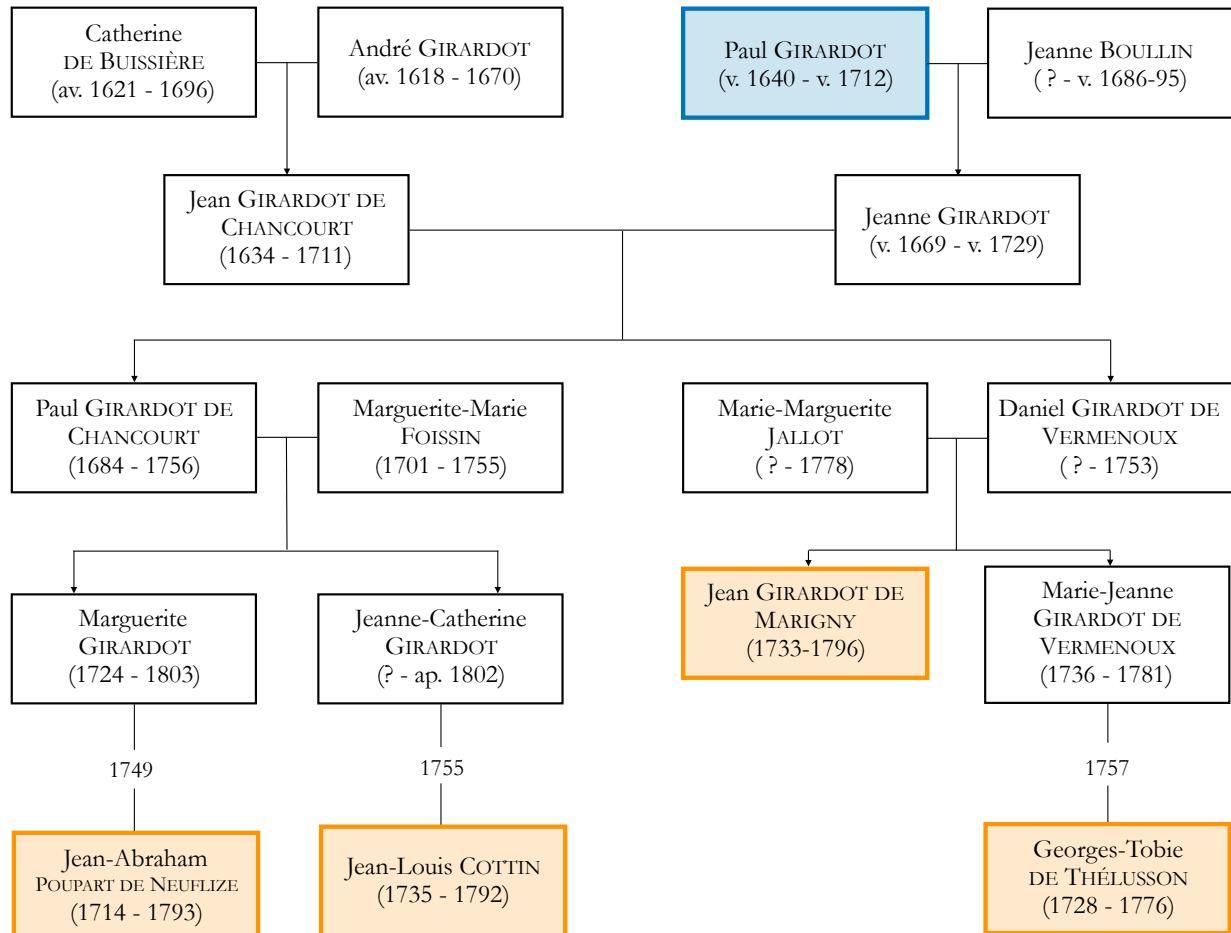 Catherine
DE BUISSIÈRE
(av. 1621 - 1696)
André GIRARDOT
(av. 1618 - 1670)
Paul GIRARDOT
(v. 1640 - v. 1712)
Jeanne BOULLIN
( ? - v. 1686-95)
Jean GIRARDOT DE
CHANCOURT
(1634 - 1711)
Jeanne GIRARDOT
(v. 1669 - v. 1729)
Paul GIRARDOT DE
CHANCOURT
(1684 - 1756)
Marguerite-Marie
FOISSIN
(1701 - 1755)
Marie-Marguerite
JALLOT
( ? - 1778)
Daniel GIRARDOT DE
VERMENOUX
( ? - 1753)
Marguerite
GIRARDOT
(1724 - 1803)
Jeanne-Catherine
GIRARDOT
(? - ap. 1802)
Jean GIRARDOT DE
MARIGNY
(1733-1796)
Marie-Jeanne
GIRARDOT DE
VERMENOUX
(1736 - 1781)
1749
1755
1757
Jean-Abraham
POUPART DE NEUFLIZE
(1714 - 1793)
Jean-Louis COTTIN
(1735 - 1792)
Georges-Tobie
DE THÉLUSSON
(1728 - 1776)